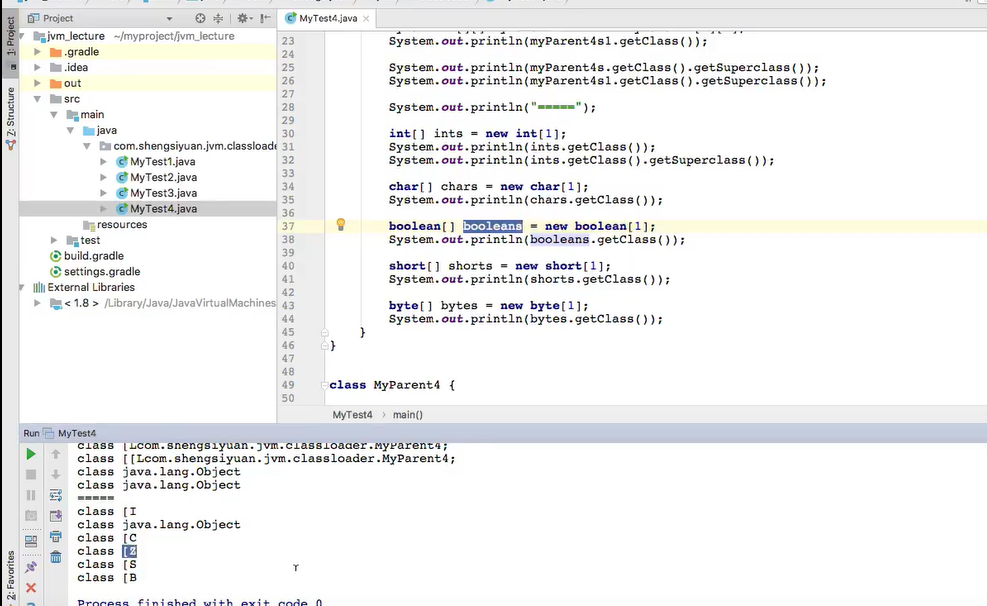 Project
MyTest4.java
1: Project
Z: Structure
2: Favorites
jvm_lecture ~/myproject/jvm_lecture
.gradle
.idea
out
src
main
java
com.shengsiyuan.jvm.classloade
MyTest1.java
MyTest2.java
MyTest3.java
MyTest4.java
resources
test
build.gradle
settings.gradle
External Libraries
< 1.8 > /Library/Java/JavaVirtualMachines
23 System.out.println(myParent4s1.getClass());
24
25 System.out.println(myParent4s.getClass().getSuperclass());
26 System.out.println(myParent4s1.getClass().getSuperclass());
27
28 System.out.println("=====");
29
30 int[] ints = new int[1];
31 System.out.println(ints.getClass());
32 System.out.println(ints.getClass().getSuperclass());
33
34 char[] chars = new char[1];
35 System.out.println(chars.getClass());
36
37 boolean[] booleans = new boolean[1];
38 System.out.println(booleans.getClass());
39
40 short[] shorts = new short[1];
41 System.out.println(shorts.getClass());
42
43 byte[] bytes = new byte[1];
44 System.out.println(bytes.getClass());
45 }
46 }
47
48
49 class MyParent4 {
50
MyTest4 › main()
Run MyTest4
class [Lcom.shengsiyuan.jvm.classloader.MyParent4;
class [[Lcom.shengsiyuan.jvm.classloader.MyParent4;
class java.lang.Object
class java.lang.Object
=====
class [I
class java.lang.Object
class [C
class [Z
class [S
class [B
Process finished with exit code 0